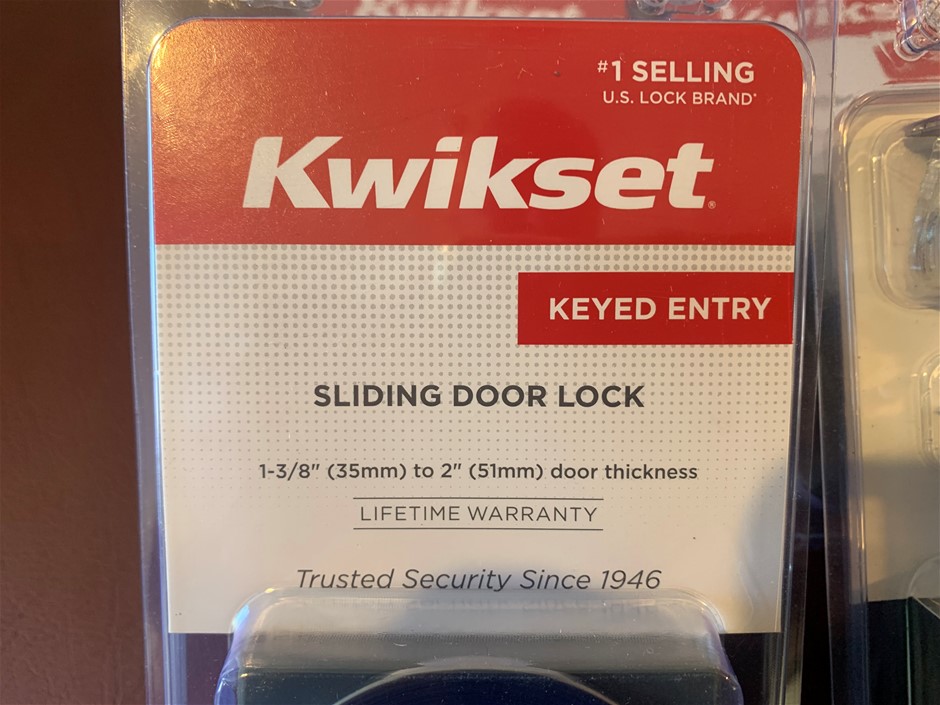 #1 SELLING
U.S. LOCK BRAND*
Kwikset®
KEYED ENTRY
SLIDING DOOR LOCK
1-3/8" (35mm) to 2" (51mm) door thickness
LIFETIME WARRANTY
Trusted Security Since 1946